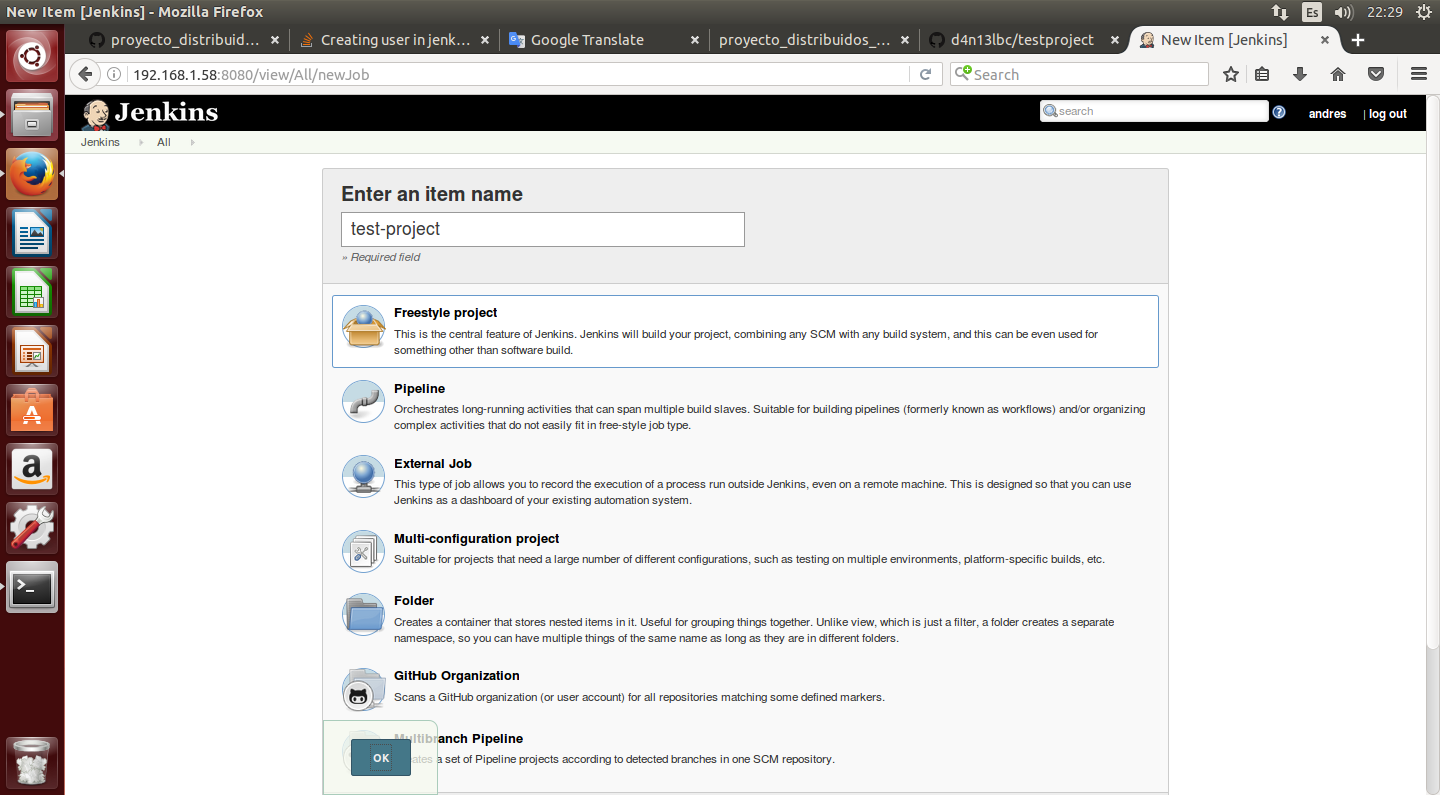 New Item [Jenkins] - Mozilla Firefox
Es
22:29
proyecto_distribuid...
Creating user in jenk...
Google Translate
proyecto_distribuidos_...
d4n13lbc/testproject
New Item [Jenkins]
192.168.1.58:8080/view/All/newJob
Search
Jenkins
search
andres
| log out
Jenkins
All
Enter an item name
test-project
» Required field
Freestyle project
This is the central feature of Jenkins. Jenkins will build your project, combining any SCM with any build system, and this can be even used for
something other than software build.
Pipeline
Orchestrates long-running activities that can span multiple build slaves. Suitable for building pipelines (formerly known as workflows) and/or organizing
complex activities that do not easily fit in free-style job type.
External Job
This type of job allows you to record the execution of a process run outside Jenkins, even on a remote machine. This is designed so that you can use
Jenkins as a dashboard of your existing automation system.
Multi-configuration project
Suitable for projects that need a large number of different configurations, such as testing on multiple environments, platform-specific builds, etc.
Folder
Creates a container that stores nested items in it. Useful for grouping things together. Unlike view, which is just a filter, a folder creates a separate
namespace, so you can have multiple things of the same name as long as they are in different folders.
GitHub Organization
Scans a GitHub organization (or user account) for all repositories matching some defined markers.
Multibranch Pipeline
a set of Pipeline projects according to detected branches in one SCM repository.
OK